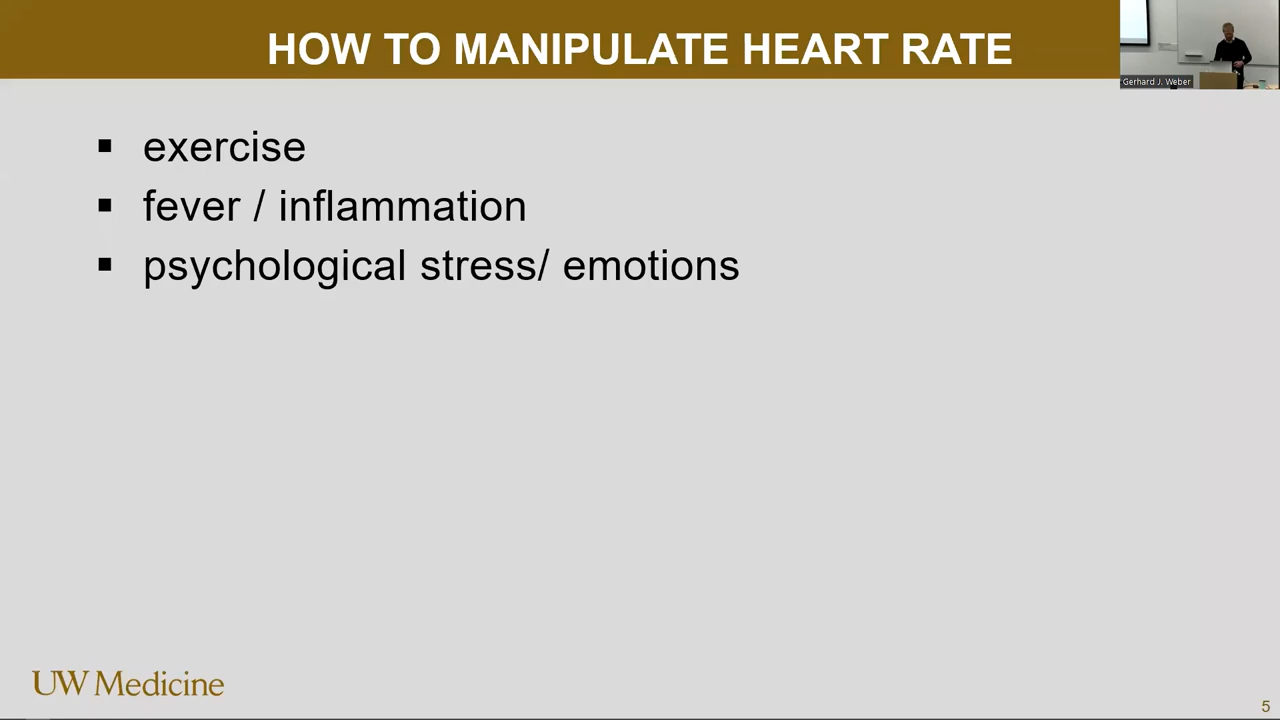 HOW TO MANIPULATE HEART RATE
Gerhard J. Weber
▪ exercise
▪ fever / inflammation
▪ psychological stress/ emotions
UW Medicine
5